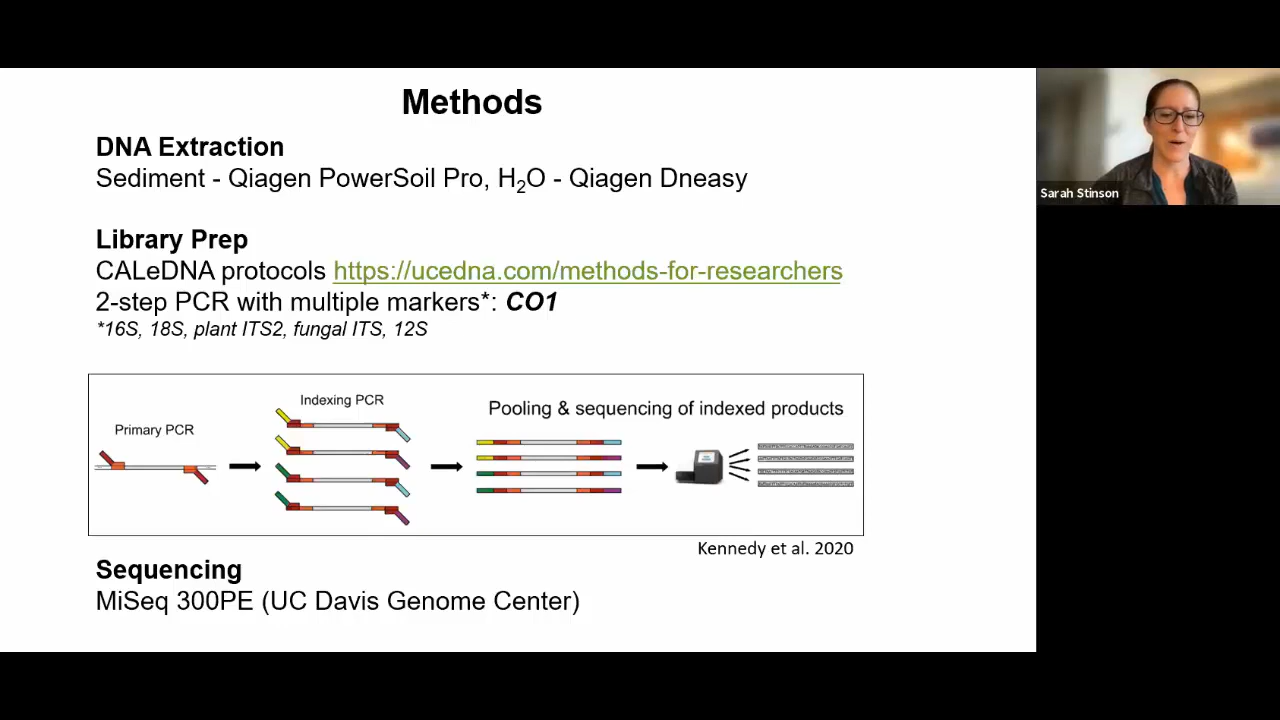 Methods
DNA Extraction
Sediment - Qiagen PowerSoil Pro, H2O - Qiagen Dneasy
Library Prep
CALeDNA protocols https://ucedna.com/methods-for-researchers
2-step PCR with multiple markers*: CO1
*16S, 18S, plant ITS2, fungal ITS, 12S
Primary PCR
Indexing PCR
Pooling & sequencing of indexed products
Kennedy et al. 2020
Sequencing
MiSeq 300PE (UC Davis Genome Center)
Sarah Stinson